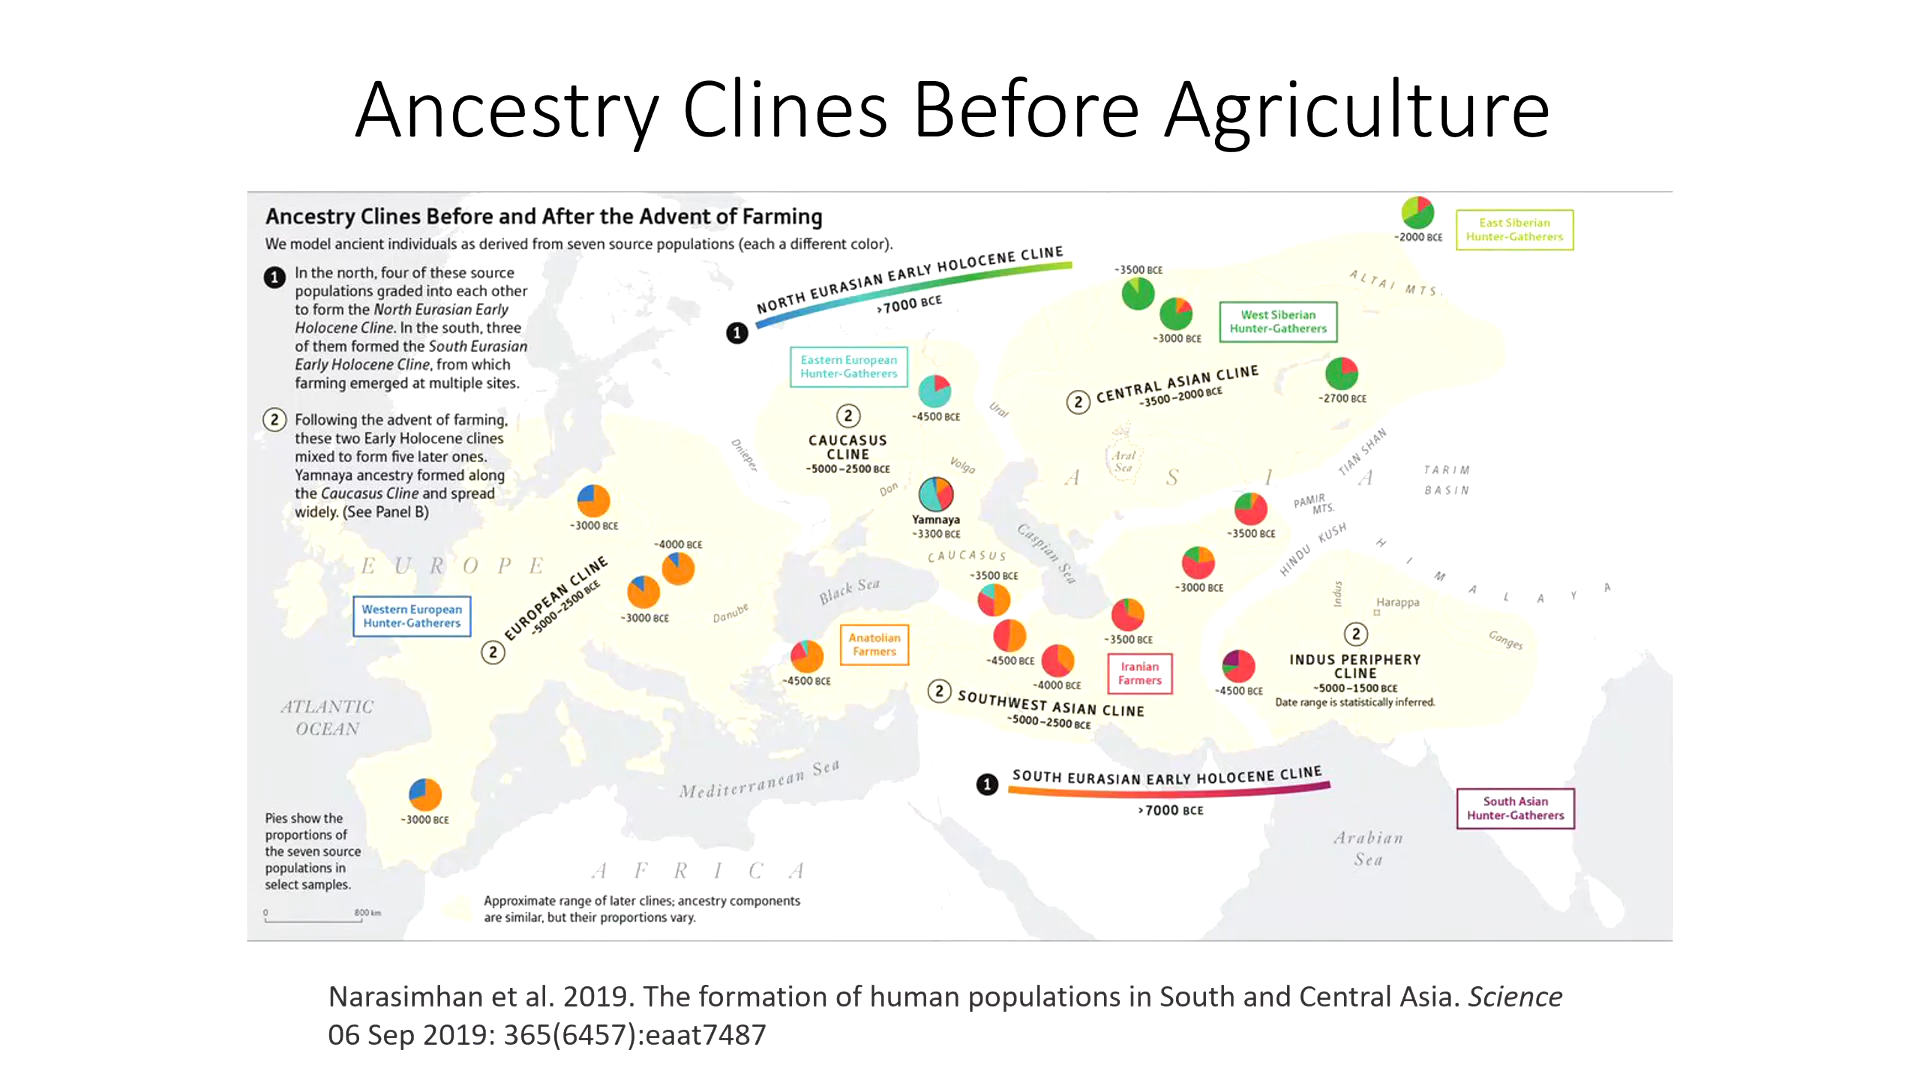 Ancestry Clines Before Agriculture
Ancestry Clines Before and After the Advent of Farming
We model ancient individuals as derived from seven source populations (each a different color).
1
In the north, four of these source
populations graded into each other
to form the North Eurasian Early
Holocene Cline. In the south, three
of them formed the South Eurasian
Early Holocene Cline, from which
farming emerged at multiple sites.
2
Following the advent of farming,
these two Early Holocene clines
mixed to form five later ones.
Yamnaya ancestry formed along
the Caucasus Cline and spread
widely. (See Panel B)
1
NORTH EURASIAN EARLY HOLOCENE CLINE
>7000 BCE
~2000 BCE
East Siberian
Hunter-Gatherers
ALTAI MTS.
~3500 BCE
~3000 BCE
West Siberian
Hunter-Gatherers
Eastern European
Hunter-Gatherers
~4500 BCE
2
CENTRAL ASIAN CLINE
~3500–2000 BCE
~2700 BCE
Ural
2
CAUCASUS
CLINE
~5000–2500 BCE
Dnieper
Volga
Don
Aral
Sea
ASIA
TIAN SHAN
TARIM
BASIN
PAMIR
MTS.
HINDU KUSH
HIMALAYA
Yamnaya
~3300 BCE
CAUCASUS
Caspian Sea
~3500 BCE
~3000 BCE
~3000 BCE
~4000 BCE
~3000 BCE
EUROPE
Western European
Hunter-Gatherers
2
EUROPEAN CLINE
~5000–2500 BCE
Danube
Black Sea
~3500 BCE
~4500 BCE
~4000 BCE
~3500 BCE
Anatolian
Farmers
~4500 BCE
Iranian
Farmers
2
SOUTHWEST ASIAN CLINE
~5000–2500 BCE
~4500 BCE
Indus
Harappa
Ganges
2
INDUS PERIPHERY
CLINE
~5000–1500 BCE
Date range is statistically inferred.
ATLANTIC
OCEAN
Mediterranean Sea
1
SOUTH EURASIAN EARLY HOLOCENE CLINE
>7000 BCE
South Asian
Hunter-Gatherers
Arabian
Sea
~3000 BCE
Pies show the
proportions of
the seven source
populations in
select samples.
0 800 km
AFRICA
Approximate range of later clines; ancestry components
are similar, but their proportions vary.
Narasimhan et al. 2019. The formation of human populations in South and Central Asia. Science
06 Sep 2019: 365(6457):eaat7487